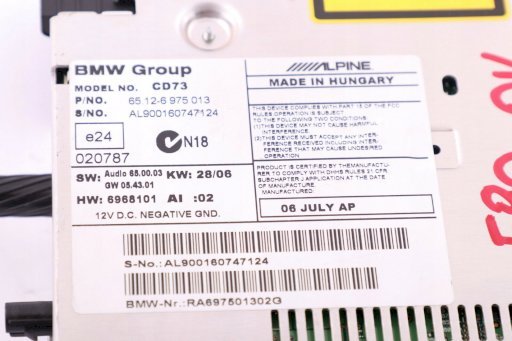 BMW Group
MODEL NO. CD73
P/NO. 65.12-6 975 013
S/NO. AL900160747124
e24
020787
N18
SW: Audio 65.00.03 KW: 28/06
GW 05.43.01
HW: 6968101 AI :02
12V D.C. NEGATIVE GND.
ALPINE
MADE IN HUNGARY
THIS DEVICE COMPLIES WITH PART 15 OF THE FCC
RULES OPERATION IS SUBJECT
TO THE FOLLOWING TWO CONDITIONS:
(1) THIS DEVICE MAY NOT CAUSE HARMFUL
INTERFERENCE.
(2) THIS DEVICE MUST ACCEPT ANY INTER-
FERENCE RECEIVED INCLUDING INTER-
FERENCE THAT MAY CAUSE UNDESIRED
OPERATION
PRODUCT IS CERTIFIED BY THE MANUFACTU-
RER TO COMPLY WITH DHHS RULES 21 CFR
SUBCHAPTER J APPLICATION AT THE DATE
OF MANUFACTURE.
MANUFACTURED:
06 JULY AP
S-No.: AL900160747124
BMW-Nr.: RA697501302G
OK
E80